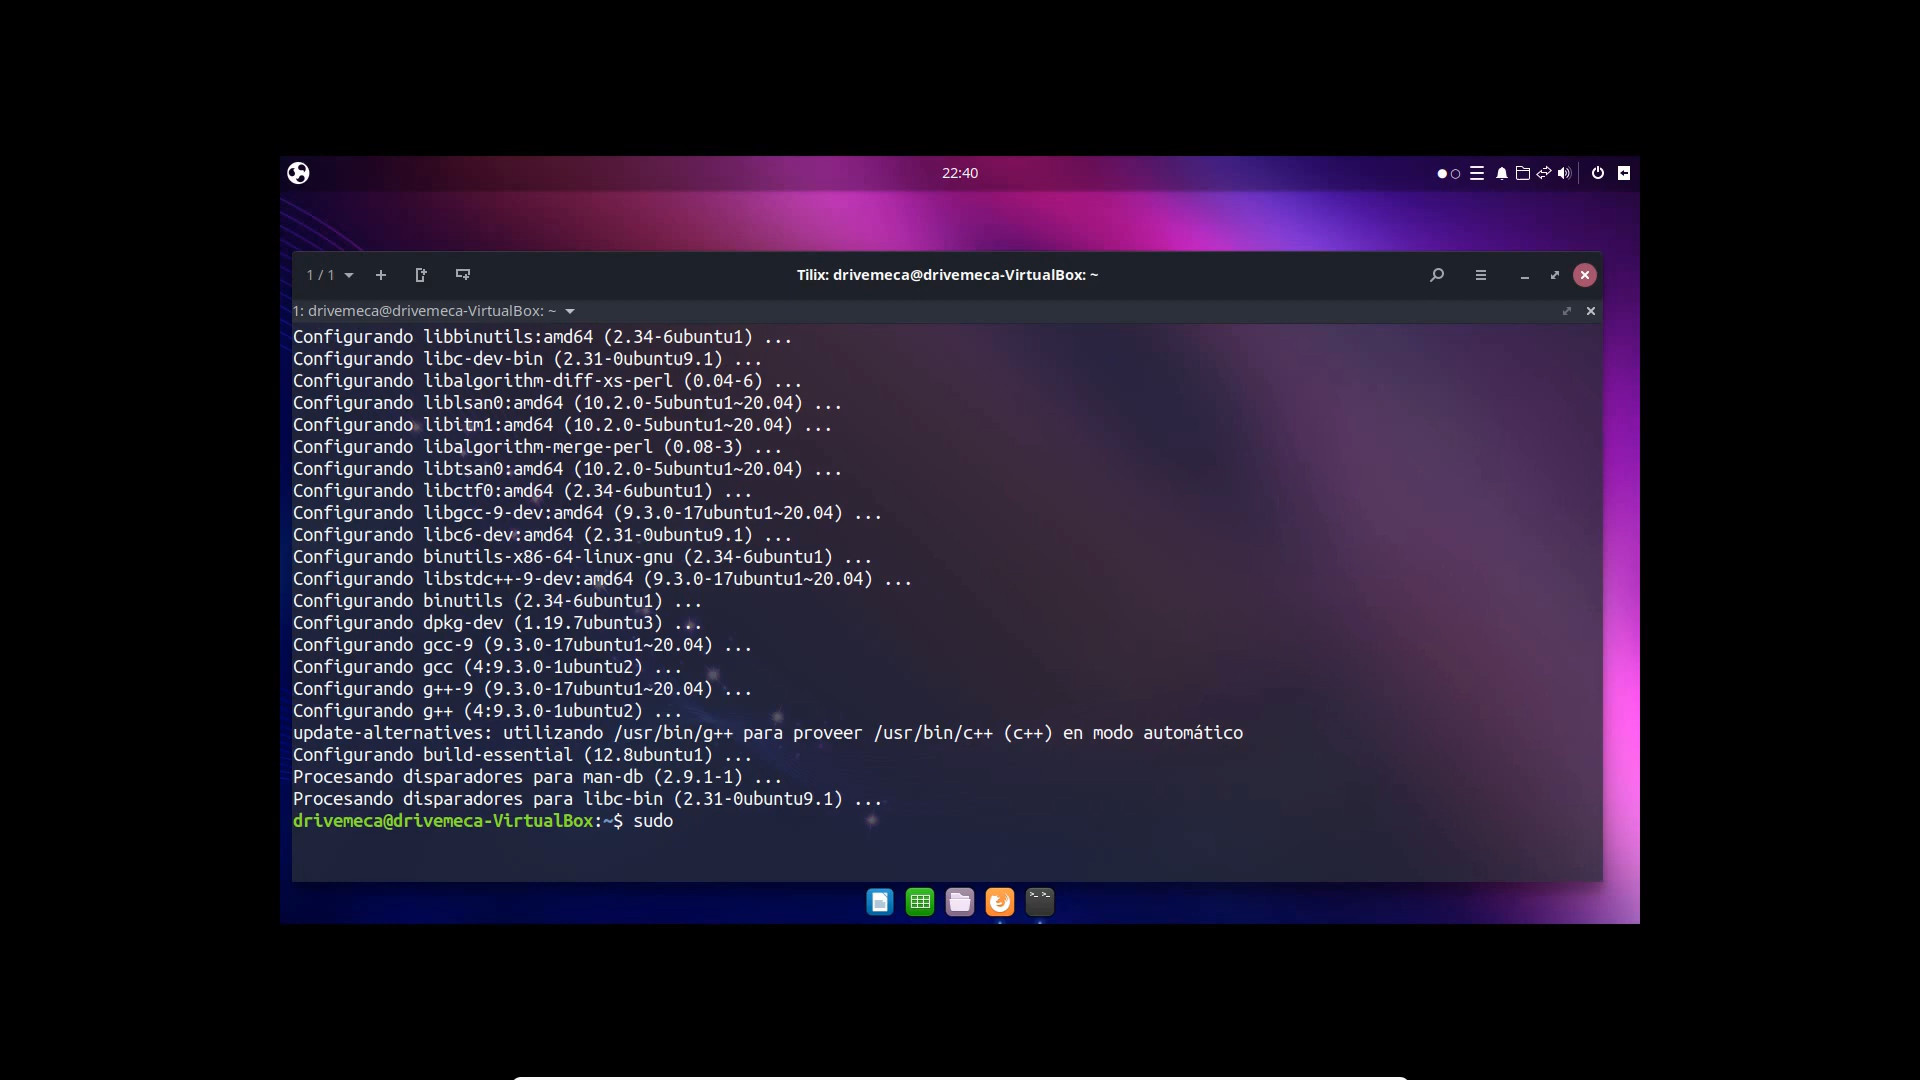 22:40
1 / 1
Tilix: drivemeca@drivemeca-VirtualBox: ~
1: drivemeca@drivemeca-VirtualBox: ~
Configurando libbinutils:amd64 (2.34-6ubuntu1) ...
Configurando libc-dev-bin (2.31-0ubuntu9.1) ...
Configurando libalgorithm-diff-xs-perl (0.04-6) ...
Configurando liblsan0:amd64 (10.2.0-5ubuntu1~20.04) ...
Configurando libitm1:amd64 (10.2.0-5ubuntu1~20.04) ...
Configurando libalgorithm-merge-perl (0.08-3) ...
Configurando libtsan0:amd64 (10.2.0-5ubuntu1~20.04) ...
Configurando libctf0:amd64 (2.34-6ubuntu1) ...
Configurando libgcc-9-dev:amd64 (9.3.0-17ubuntu1~20.04) ...
Configurando libc6-dev:amd64 (2.31-0ubuntu9.1) ...
Configurando binutils-x86-64-linux-gnu (2.34-6ubuntu1) ...
Configurando libstdc++-9-dev:amd64 (9.3.0-17ubuntu1~20.04) ...
Configurando binutils (2.34-6ubuntu1) ...
Configurando dpkg-dev (1.19.7ubuntu3) ...
Configurando gcc-9 (9.3.0-17ubuntu1~20.04) ...
Configurando gcc (4:9.3.0-1ubuntu2) ...
Configurando g++-9 (9.3.0-17ubuntu1~20.04) ...
Configurando g++ (4:9.3.0-1ubuntu2) ...
update-alternatives: utilizando /usr/bin/g++ para proveer /usr/bin/c++ (c++) en modo automático
Configurando build-essential (12.8ubuntu1) ...
Procesando disparadores para man-db (2.9.1-1) ...
Procesando disparadores para libc-bin (2.31-0ubuntu9.1) ...
drivemeca@drivemeca-VirtualBox:~$ sudo